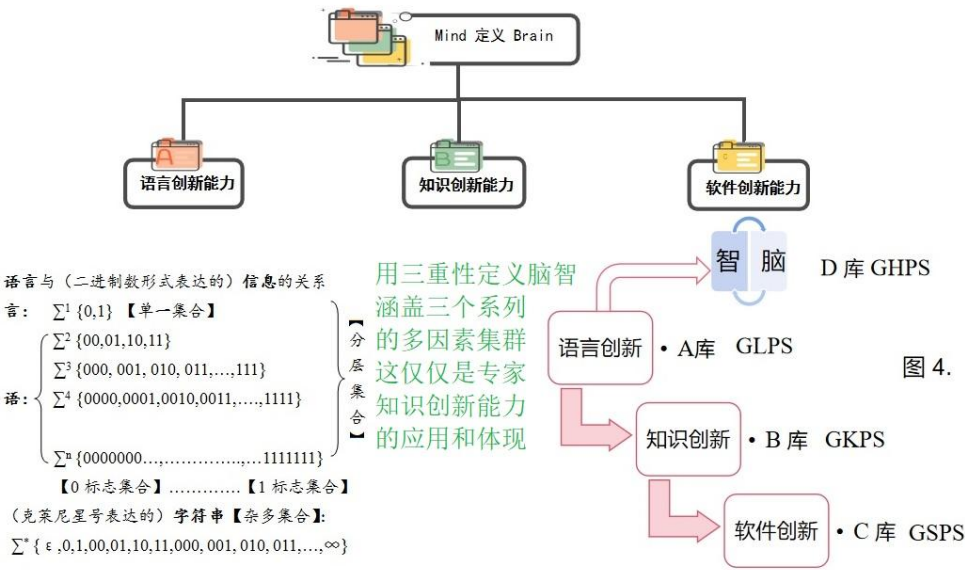 Mind 定义 Brain
A
语言创新能力
B
知识创新能力
C
软件创新能力
语言与（二进制数形式表达的）信息的关系
言： ∑¹ {0,1} 【单一集合】
∑² {00,01,10,11}
∑³ {000, 001, 010, 011,…,111}
语： ∑⁴ {0000,0001,0010,0011,….,1111}
∑ⁿ {0000000…,…………..,…1111111}
【0 标志集合】………….【1 标志集合】
【分层集合】
（克莱尼星号表达的）字符串【杂多集合】:
∑* { ε ,0,1,00,01,10,11,000, 001, 010, 011,…,∞}
用三重性定义脑智
涵盖三个系列
的多因素集群
这仅仅是专家
知识创新能力
的应用和体现
智 脑
D 库 GHPS
语言创新 • A库 GLPS
知识创新 • B 库 GKPS
软件创新 • C 库 GSPS
图 4.